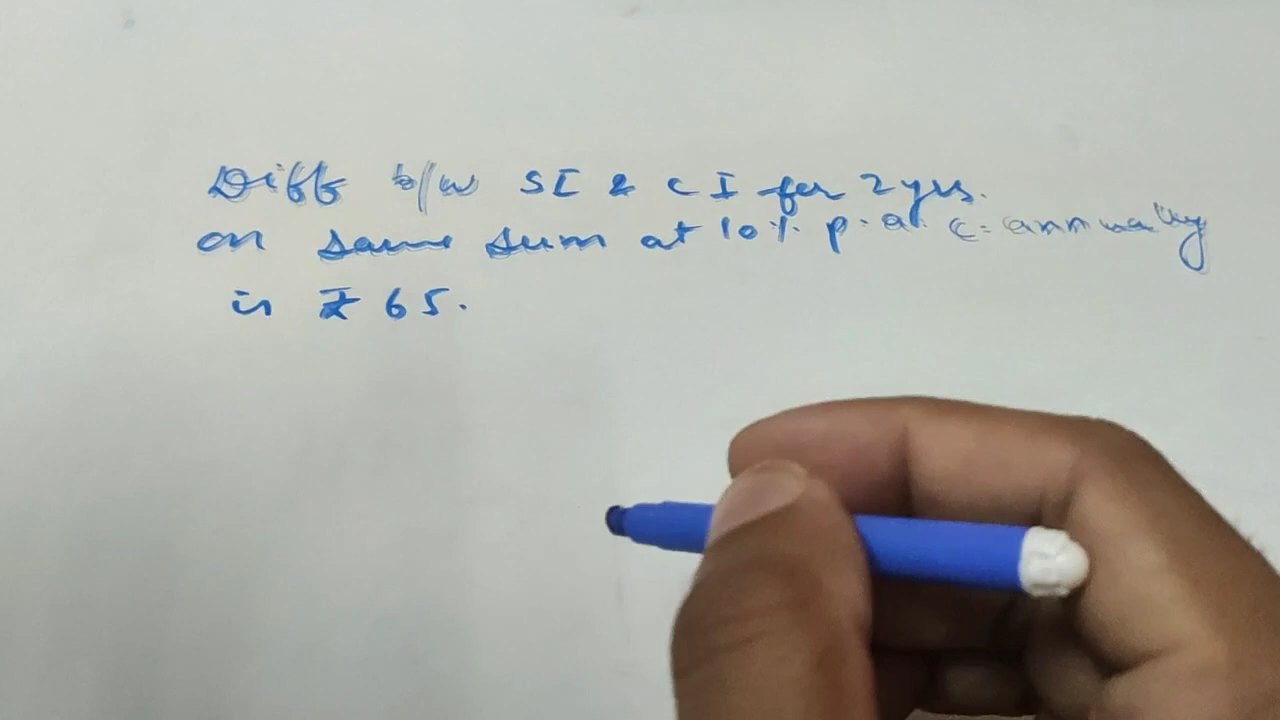 Diff b/w SI & CI for 2 yrs.
on same sum at 10% p.a. c. annually
is ₹ 65.